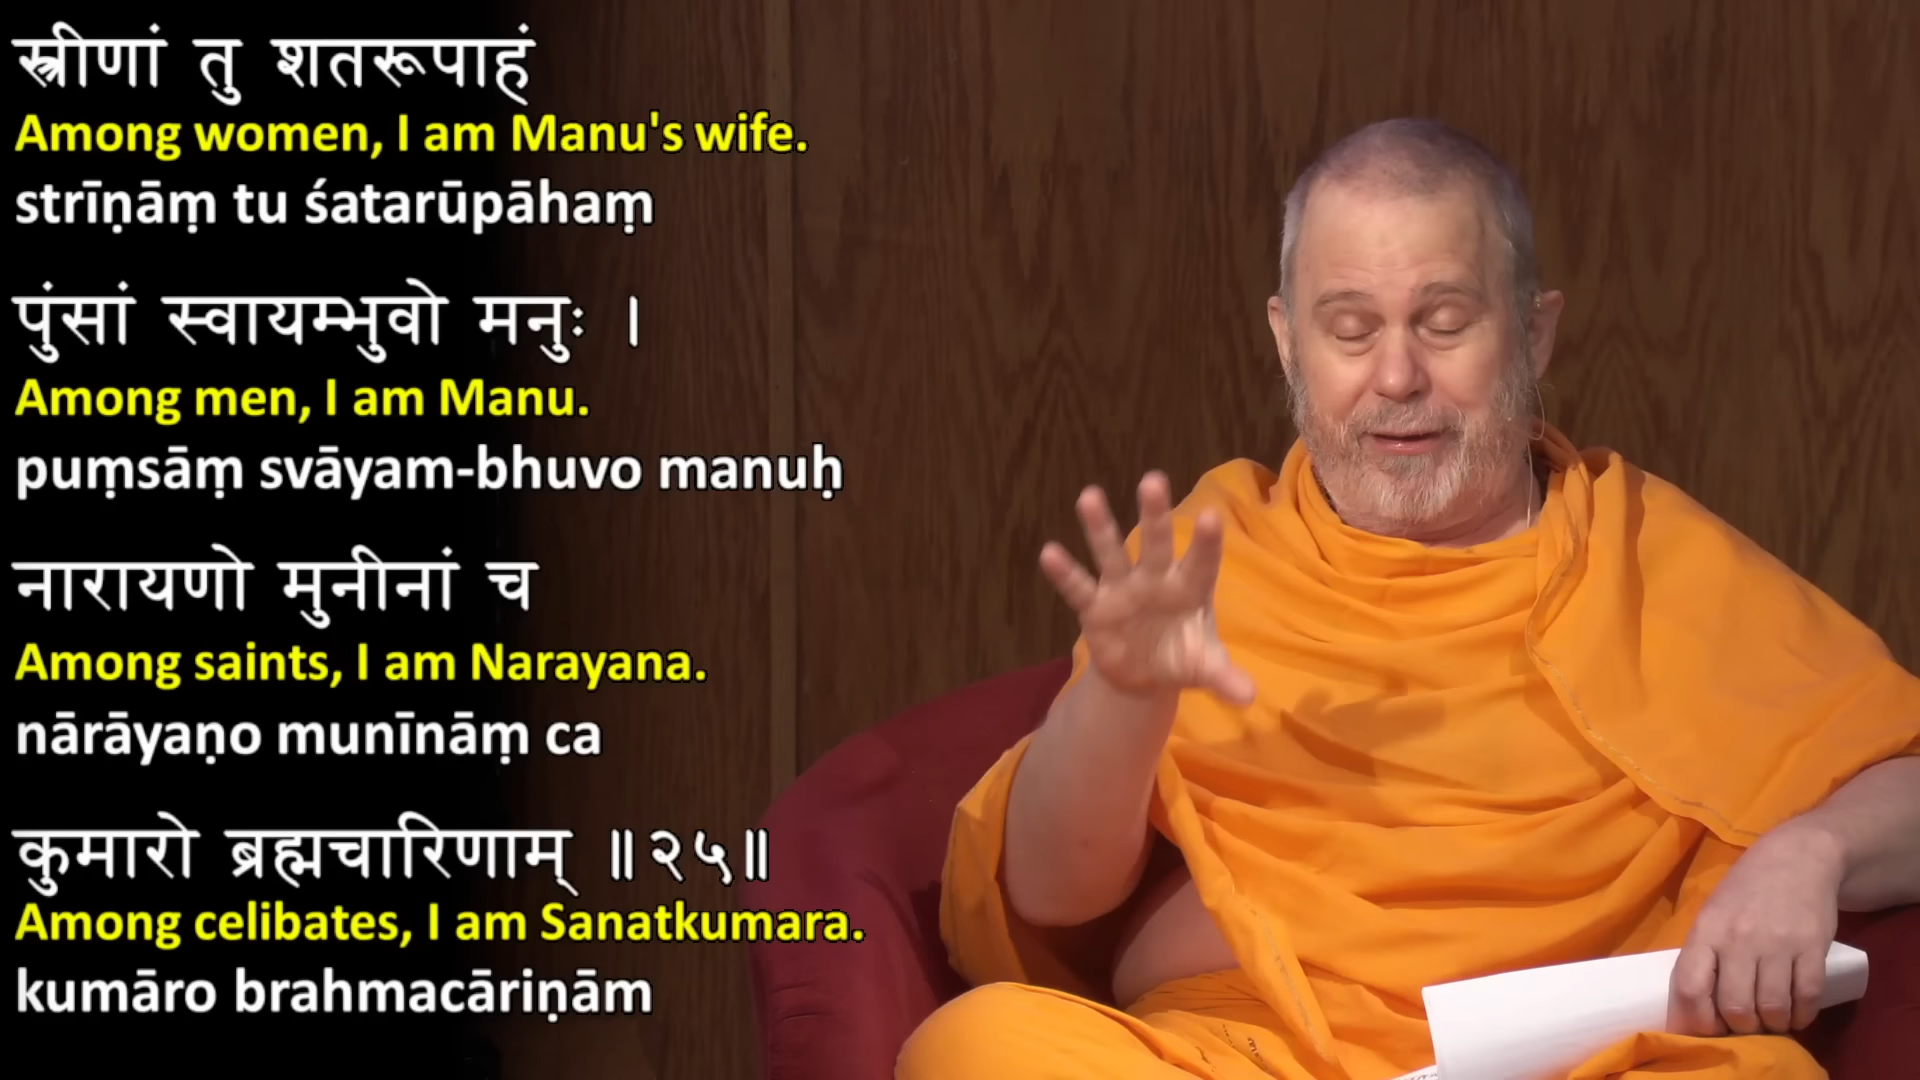 स्त्रीणां तु शतरूपाहं
Among women, I am Manu's wife.
strīṇāṃ tu śatarūpāhaṃ
पुंसां स्वायम्भुवो मनुः ।
Among men, I am Manu.
puṃsāṃ svāyam-bhuvo manuḥ
नारायणो मुनीनां च
Among saints, I am Narayana.
nārāyaṇo munīnāṃ ca
कुमारो ब्रह्मचारिणाम् ॥२५॥
Among celibates, I am Sanatkumara.
kumāro brahmacāriṇām